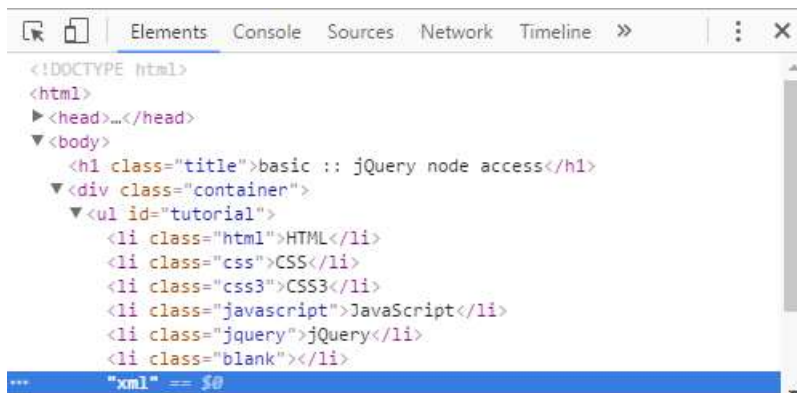 Elements Console Sources Network Timeline »
<!DOCTYPE html>
<html>
<head>…</head>
<body>
<h1 class="title">basic :: jQuery node access</h1>
<div class="container">
<ul id="tutorial">
<li class="html">HTML</li>
<li class="css">CSS</li>
<li class="css3">CSS3</li>
<li class="javascript">JavaScript</li>
<li class="jquery">jQuery</li>
<li class="blank"></li>
"xml" == $0